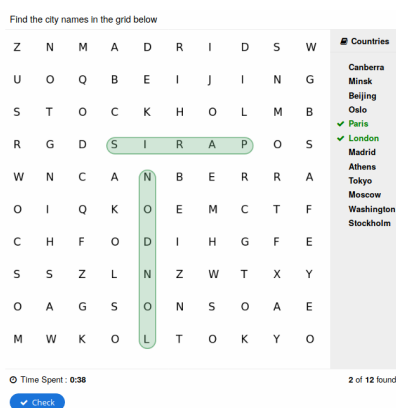 Find the city names in the grid below
Z N M A D R I D S W
U O Q B E I J I N G
S T O C K H O L M B
R G D S I R A P O S
W N C A N B E R R A
O I Q K O E M C T F
C H F O D I H G F E
S S Z L N Z W T X Y
O A G S O N S O A E
M W K O L T O K Y O
Countries
Canberra
Minsk
Beijing
Oslo
Paris
London
Madrid
Athens
Tokyo
Moscow
Washington
Stockholm
Time Spent : 0:38
2 of 12 found
Check